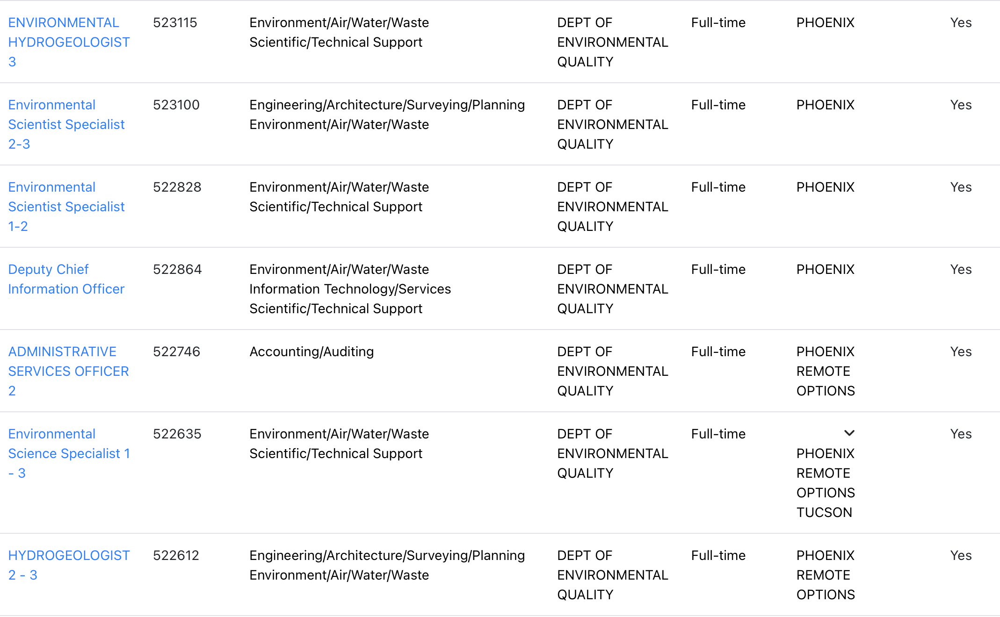 ENVIRONMENTAL HYDROGEOLOGIST 3
523115
Environment/Air/Water/Waste
Scientific/Technical Support
DEPT OF ENVIRONMENTAL QUALITY
Full-time
PHOENIX
Yes
Environmental Scientist Specialist 2-3
523100
Engineering/Architecture/Surveying/Planning
Environment/Air/Water/Waste
DEPT OF ENVIRONMENTAL QUALITY
Full-time
PHOENIX
Yes
Environmental Scientist Specialist 1-2
522828
Environment/Air/Water/Waste
Scientific/Technical Support
DEPT OF ENVIRONMENTAL QUALITY
Full-time
PHOENIX
Yes
Deputy Chief Information Officer
522864
Environment/Air/Water/Waste
Information Technology/Services
Scientific/Technical Support
DEPT OF ENVIRONMENTAL QUALITY
Full-time
PHOENIX
Yes
ADMINISTRATIVE SERVICES OFFICER 2
522746
Accounting/Auditing
DEPT OF ENVIRONMENTAL QUALITY
Full-time
PHOENIX
REMOTE OPTIONS
Yes
Environmental Science Specialist 1 - 3
522635
Environment/Air/Water/Waste
Scientific/Technical Support
DEPT OF ENVIRONMENTAL QUALITY
Full-time
PHOENIX
REMOTE OPTIONS
TUCSON
Yes
HYDROGEOLOGIST 2 - 3
522612
Engineering/Architecture/Surveying/Planning
Environment/Air/Water/Waste
DEPT OF ENVIRONMENTAL QUALITY
Full-time
PHOENIX
REMOTE OPTIONS
Yes